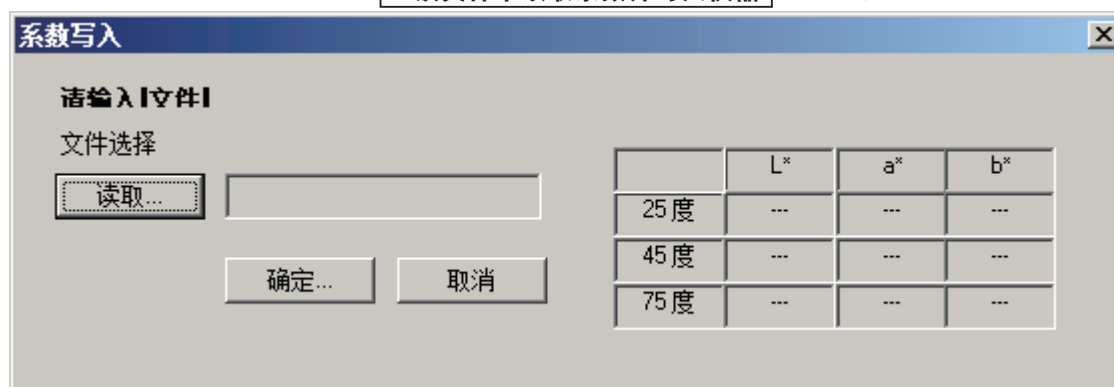 系数写入
请输入【文件】
文件选择
读取...
确定...
取消
L* a* b*
25度 --- --- ---
45度 --- --- ---
75度 --- --- ---